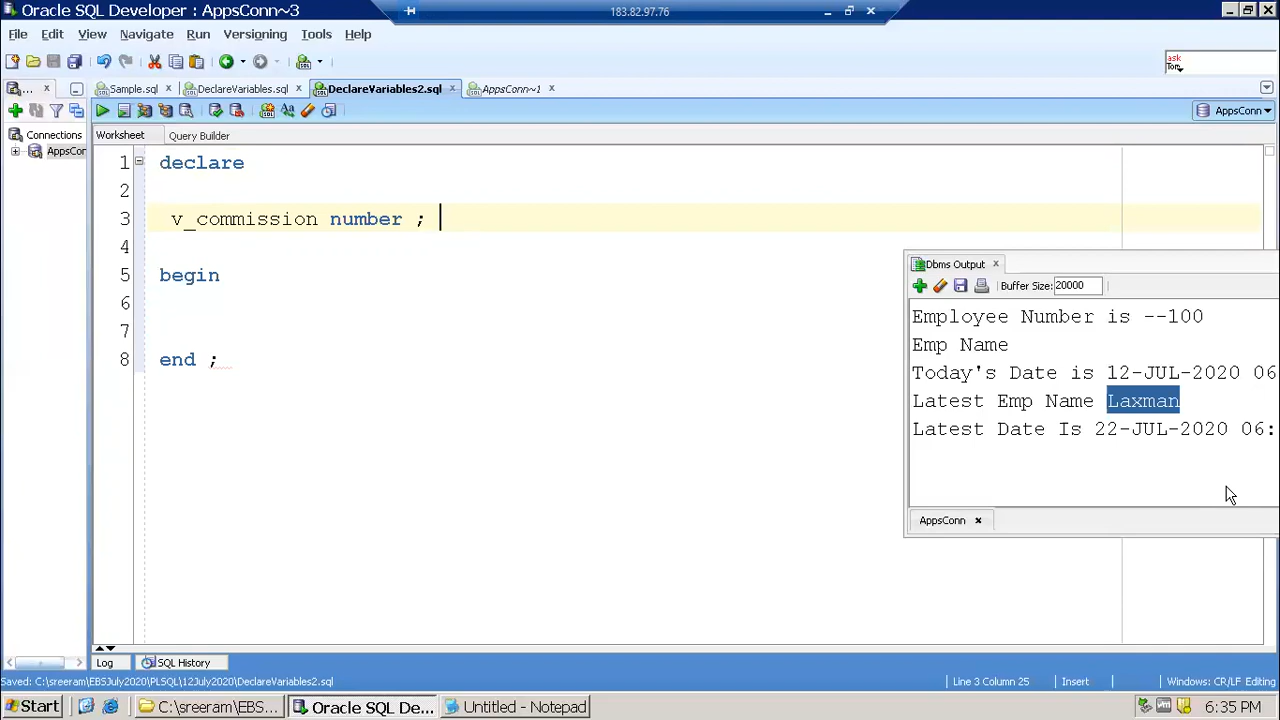 Oracle SQL Developer : AppsConn~3
183.82.97.76
File Edit View Navigate Run Versioning Tools Help
ask
Tom
... Sample.sql DeclareVariables.sql DeclareVariables2.sql AppsConn~1
AppsConn
Connections
AppsCor
Worksheet Query Builder
1 declare
2
3 v_commission number ;
4
5 begin
6
7
8 end ;
Dbms Output
Buffer Size: 20000
Employee Number is --100
Emp Name
Today's Date is 12-JUL-2020 06
Latest Emp Name Laxman
Latest Date Is 22-JUL-2020 06:
AppsConn
Log SQL History
Saved: C:\sreeram\EBSJuly2020\PLSQL\12July2020\DeclareVariables2.sql
Line 3 Column 25 Insert Windows: CR/LF Editing
Start C:\sreeram\EBS... Oracle SQL De... Untitled - Notepad 6:35 PM